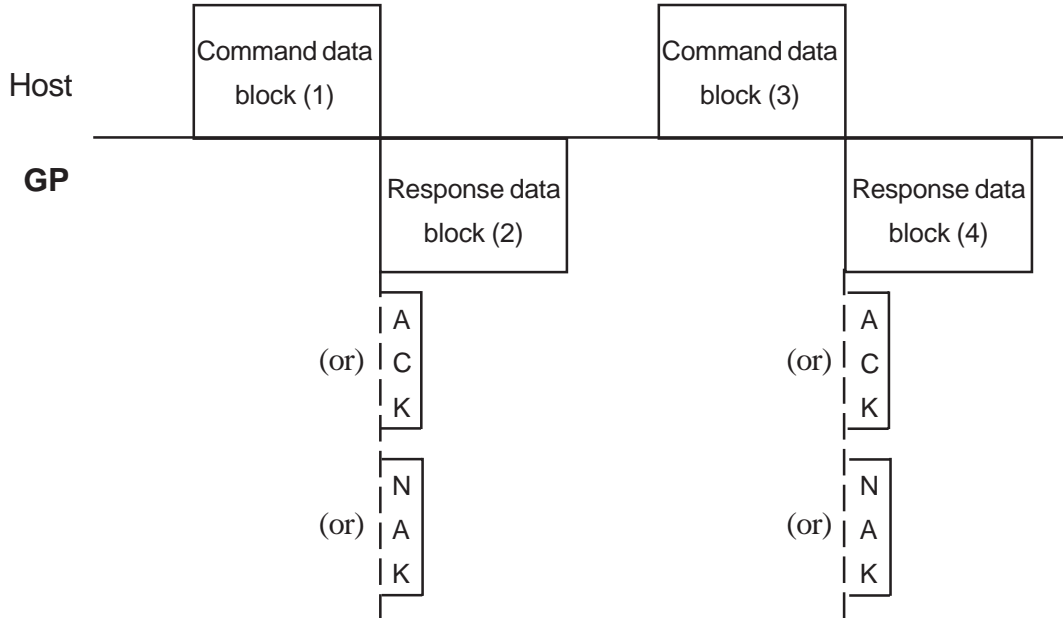 Host
Command data
block (1)
Command data
block (3)
GP
Response data
block (2)
Response data
block (4)
(or)
A
C
K
(or)
A
C
K
(or)
N
A
K
(or)
N
A
K